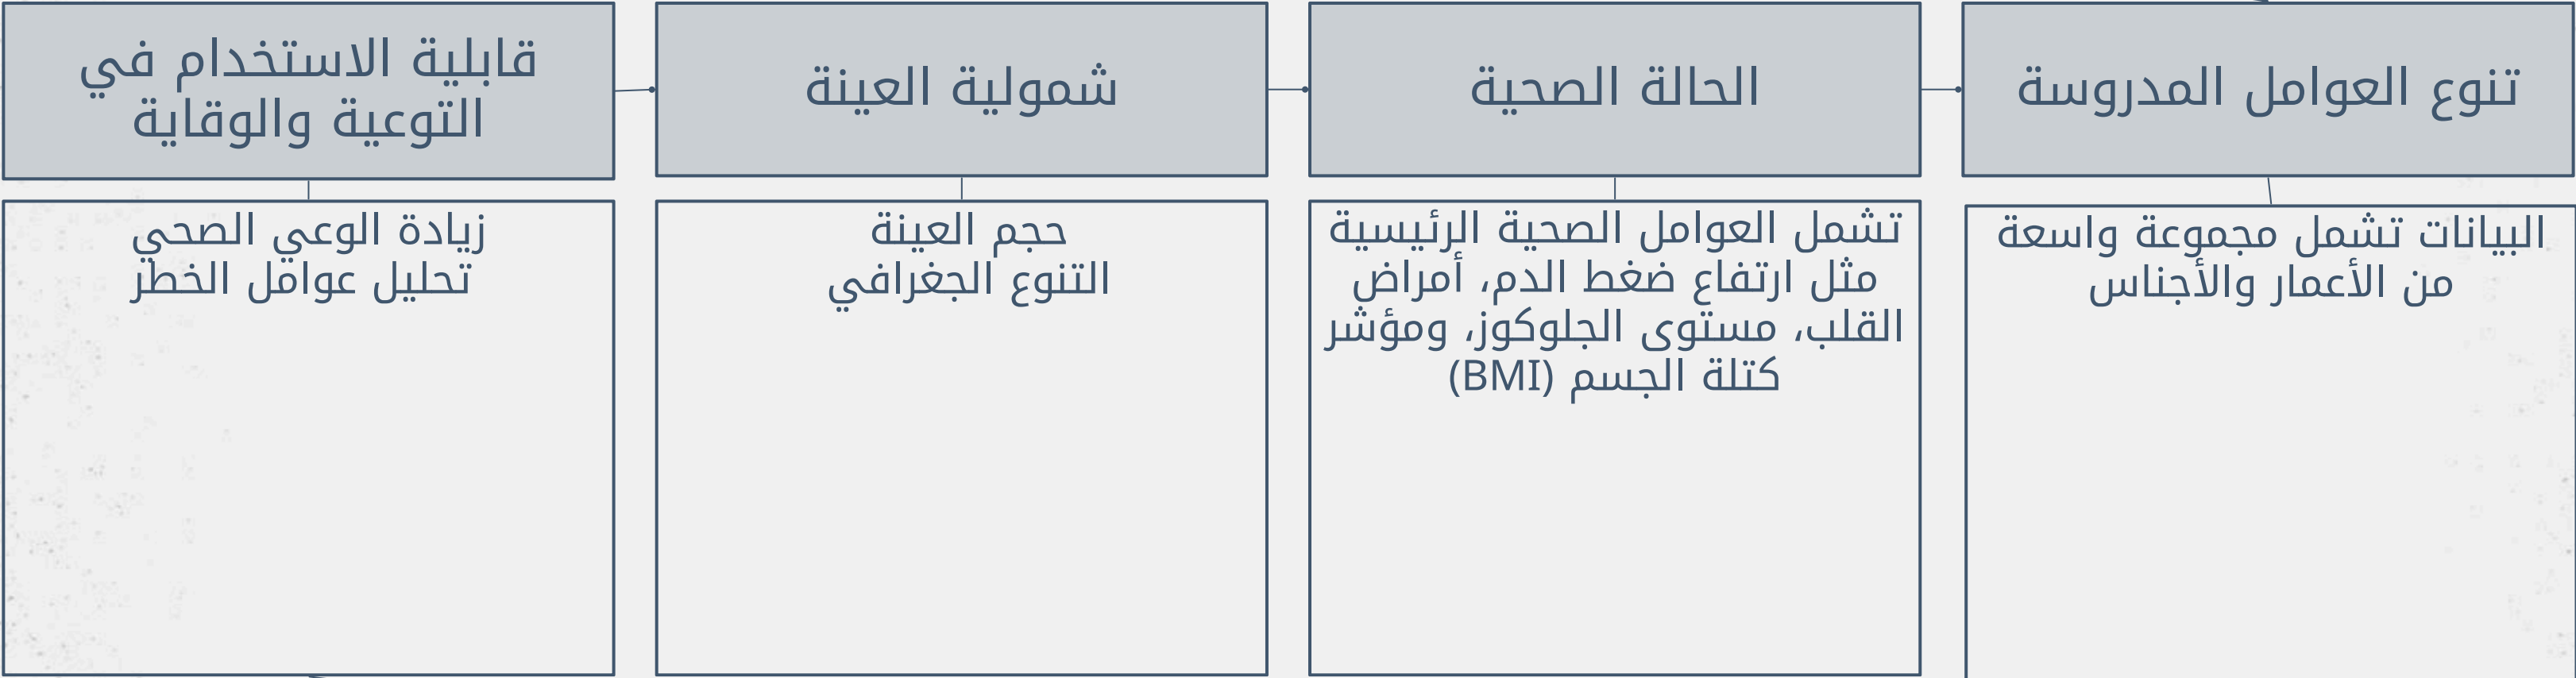 تنوع العوامل المدروسة
البيانات تشمل مجموعة واسعة
من الأعمار والأجناس
الحالة الصحية
تشمل العوامل الصحية الرئيسية
مثل ارتفاع ضغط الدم، أمراض
القلب، مستوى الجلوكوز، ومؤشر
كتلة الجسم (BMI)
شمولية العينة
حجم العينة
التنوع الجغرافي
قابلية الاستخدام في
التوعية والوقاية
زيادة الوعي الصحي
تحليل عوامل الخطر